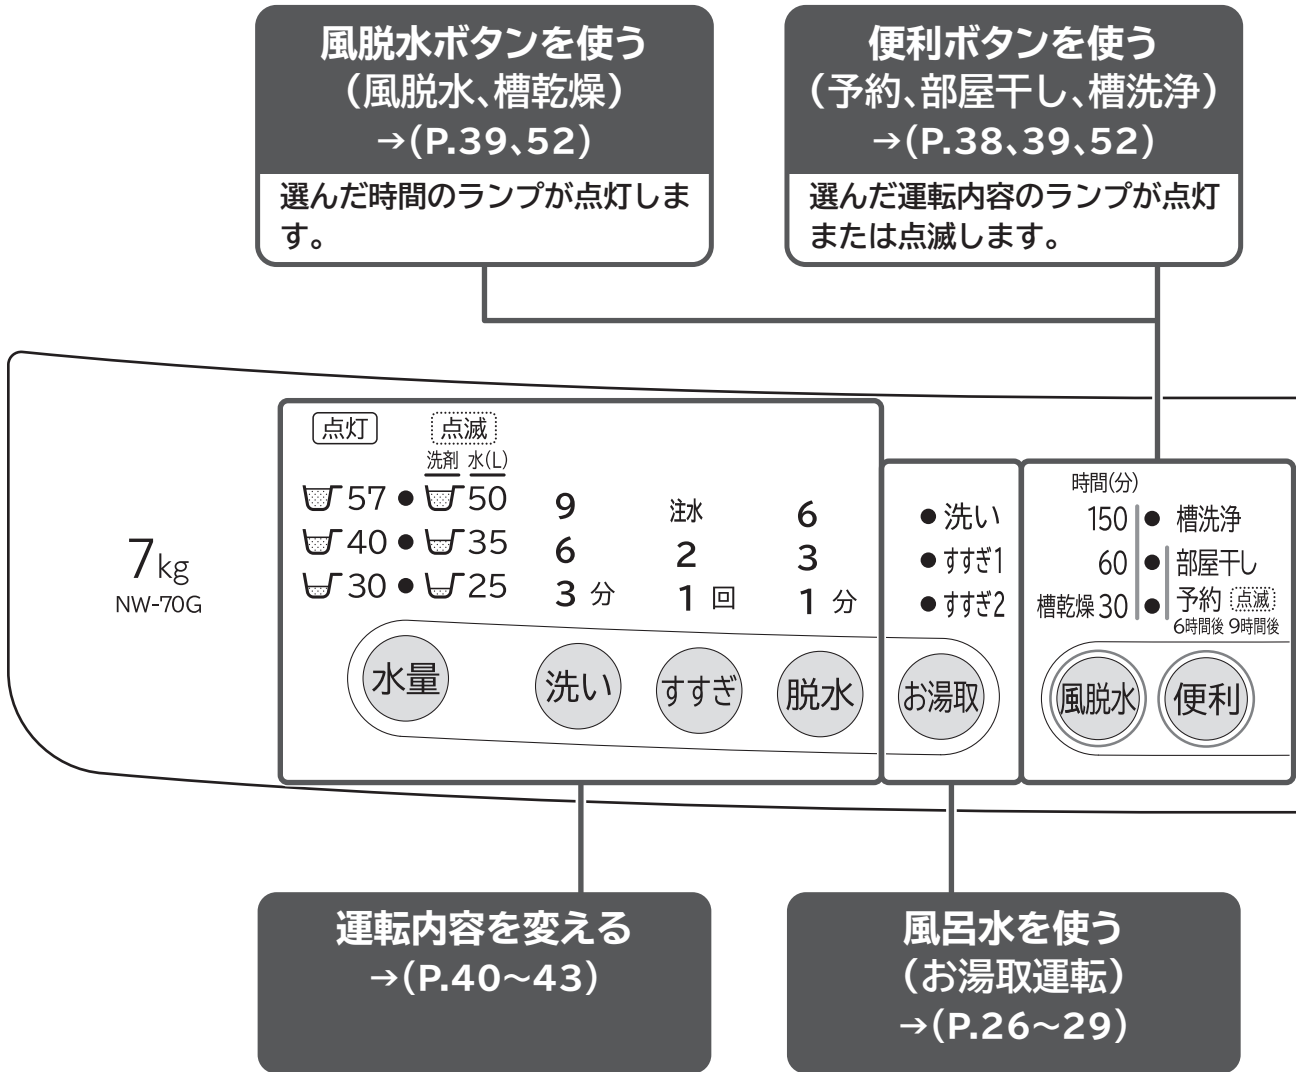 風脱水ボタンを使う
（風脱水、槽乾燥）
→(P.39、52)
選んだ時間のランプが点灯しま
す。
便利ボタンを使う
（予約、部屋干し、槽洗浄）
→(P.38、39、52)
選んだ運転内容のランプが点灯
または点滅します。
7kg
NW-70G
点灯 点滅
洗剤 水(L)
57 ● 50 9 注水 6
40 ● 35 6 2 3
30 ● 25 3 分 1 回 1 分
● 洗い
● すすぎ1
● すすぎ2
時間(分)
150 ● 槽洗浄
60 ● 部屋干し
槽乾燥 30 ● 予約 点滅
6時間後 9時間後
水量 洗い すすぎ 脱水 お湯取 風脱水 便利
運転内容を変える
→(P.40～43)
風呂水を使う
（お湯取運転）
→(P.26～29)